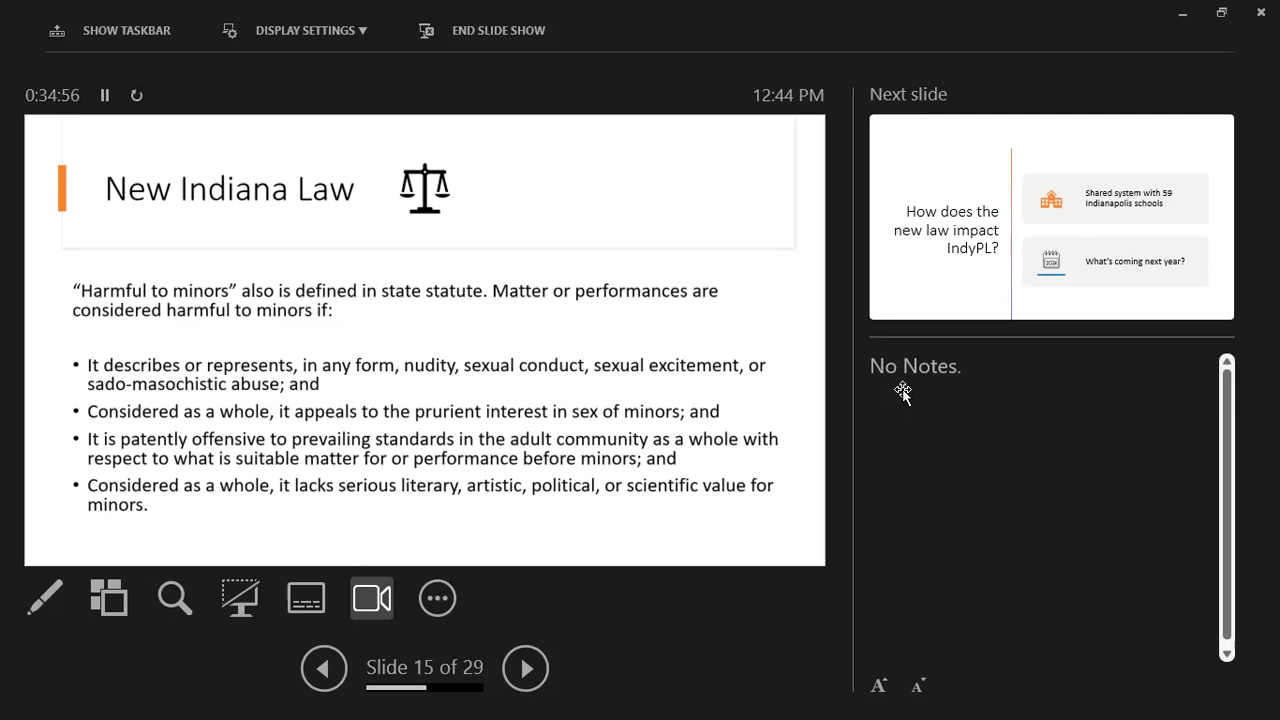 SHOW TASKBAR
DISPLAY SETTINGS ▼
END SLIDE SHOW
0:34:56
12:44 PM
New Indiana Law
“Harmful to minors” also is defined in state statute. Matter or performances are
considered harmful to minors if:
• It describes or represents, in any form, nudity, sexual conduct, sexual excitement, or
sado-masochistic abuse; and
• Considered as a whole, it appeals to the prurient interest in sex of minors; and
• It is patently offensive to prevailing standards in the adult community as a whole with
respect to what is suitable matter for or performance before minors; and
• Considered as a whole, it lacks serious literary, artistic, political, or scientific value for
minors.
Slide 15 of 29
Next slide
How does the
new law impact
IndyPL?
Shared system with 59
Indianapolis schools
What's coming next year?
No Notes.
A A